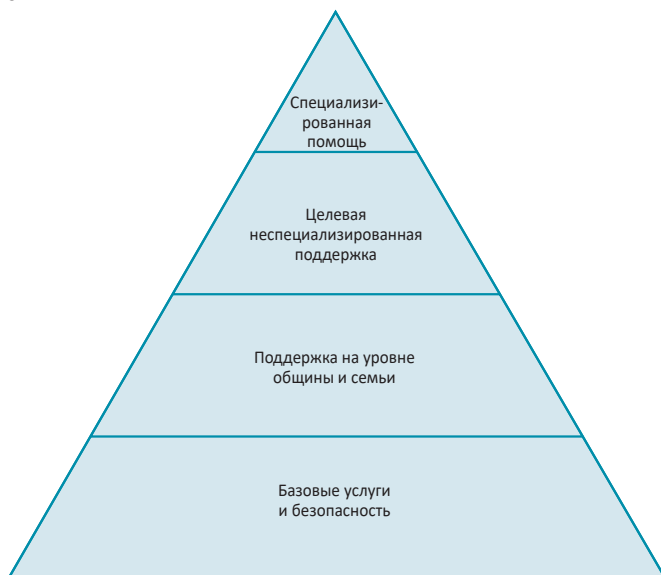 Специализи-
рованная
помощь
Целевая
неспециализированная
поддержка
Поддержка на уровне
общины и семьи
Базовые услуги
и безопасность